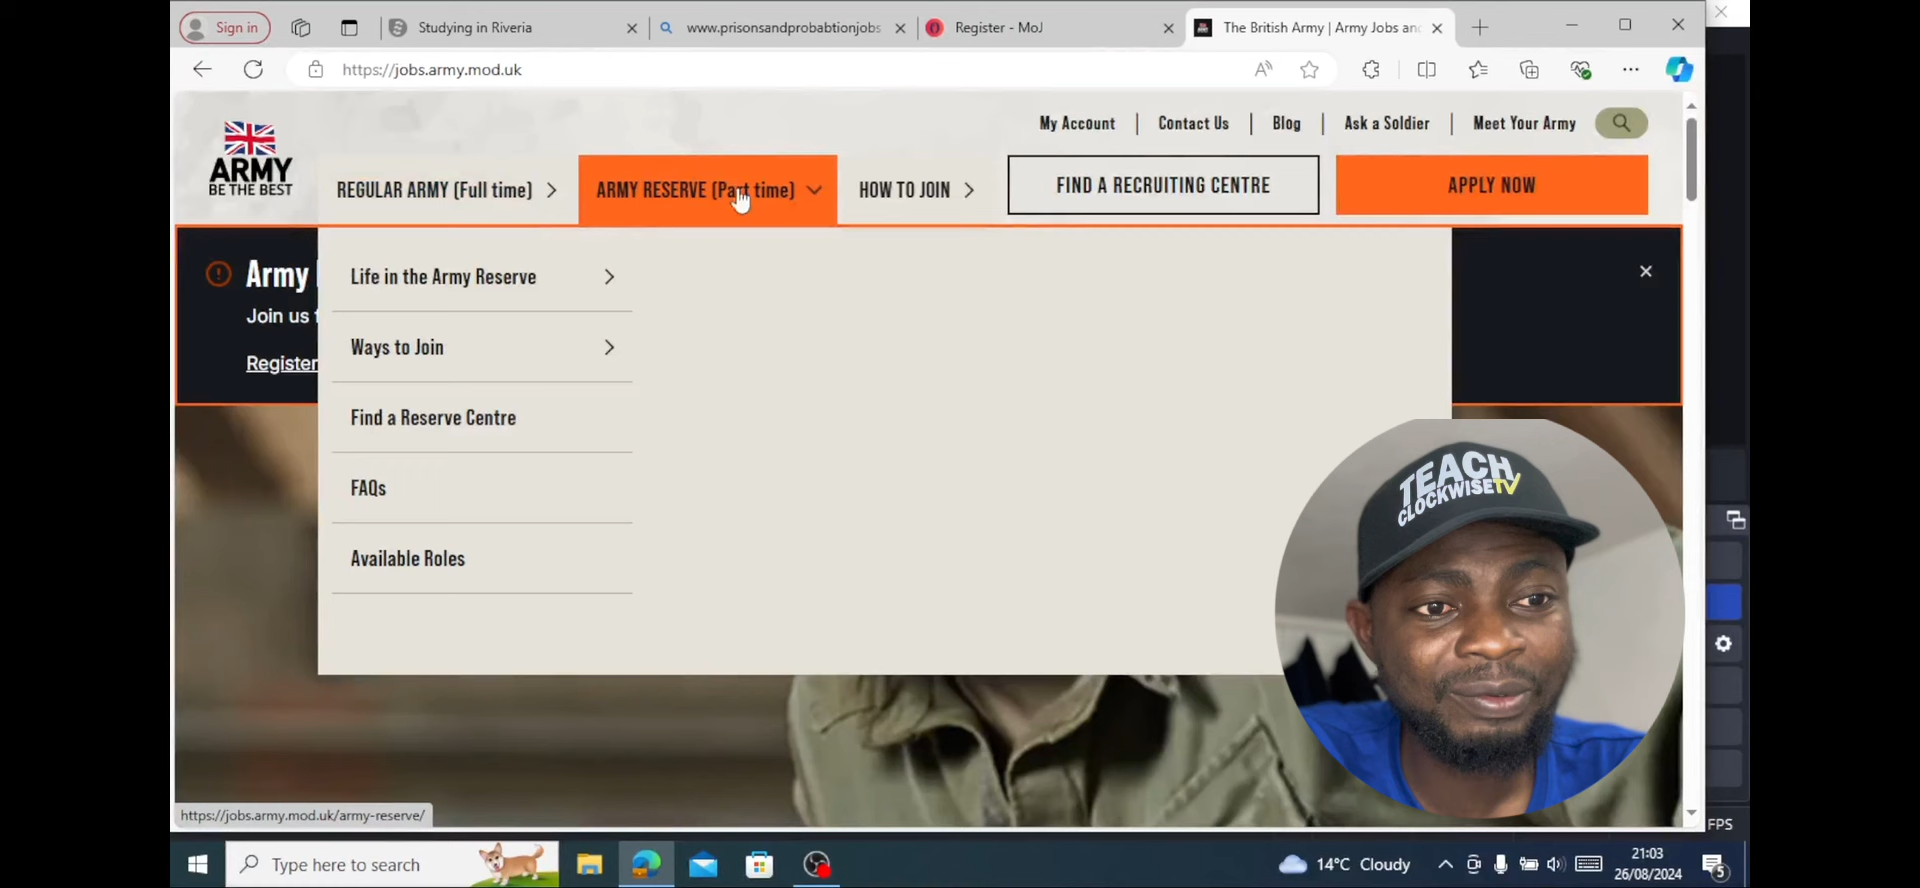 Sign in
Studying in Riveria
www.prisonsandprobabtionjobs
Register - MoJ
The British Army | Army Jobs and
https://jobs.army.mod.uk
My Account | Contact Us | Blog | Ask a Soldier | Meet Your Army
ARMY
BE THE BEST
REGULAR ARMY (Full time)
ARMY RESERVE (Part time)
HOW TO JOIN
FIND A RECRUITING CENTRE
APPLY NOW
Army
Join us
Register
Life in the Army Reserve
Ways to Join
Find a Reserve Centre
FAQs
Available Roles
TEACH
CLOCKWISETV
https://jobs.army.mod.uk/army-reserve/
FPS
Type here to search
14°C Cloudy
21:03
26/08/2024
5